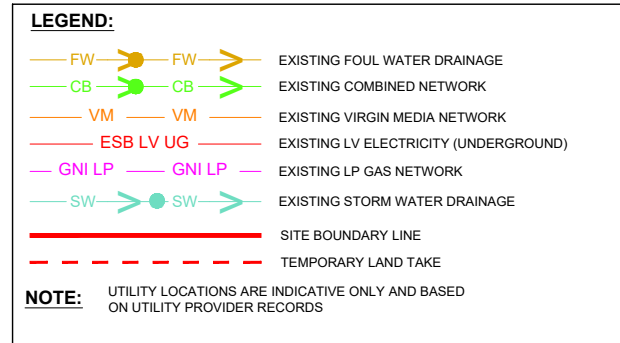 LEGEND:
FW FW EXISTING FOUL WATER DRAINAGE
CB CB EXISTING COMBINED NETWORK
VM VM EXISTING VIRGIN MEDIA NETWORK
ESB LV UG EXISTING LV ELECTRICITY (UNDERGROUND)
GNI LP GNI LP EXISTING LP GAS NETWORK
SW SW EXISTING STORM WATER DRAINAGE
SITE BOUNDARY LINE
TEMPORARY LAND TAKE
NOTE: UTILITY LOCATIONS ARE INDICATIVE ONLY AND BASED
ON UTILITY PROVIDER RECORDS